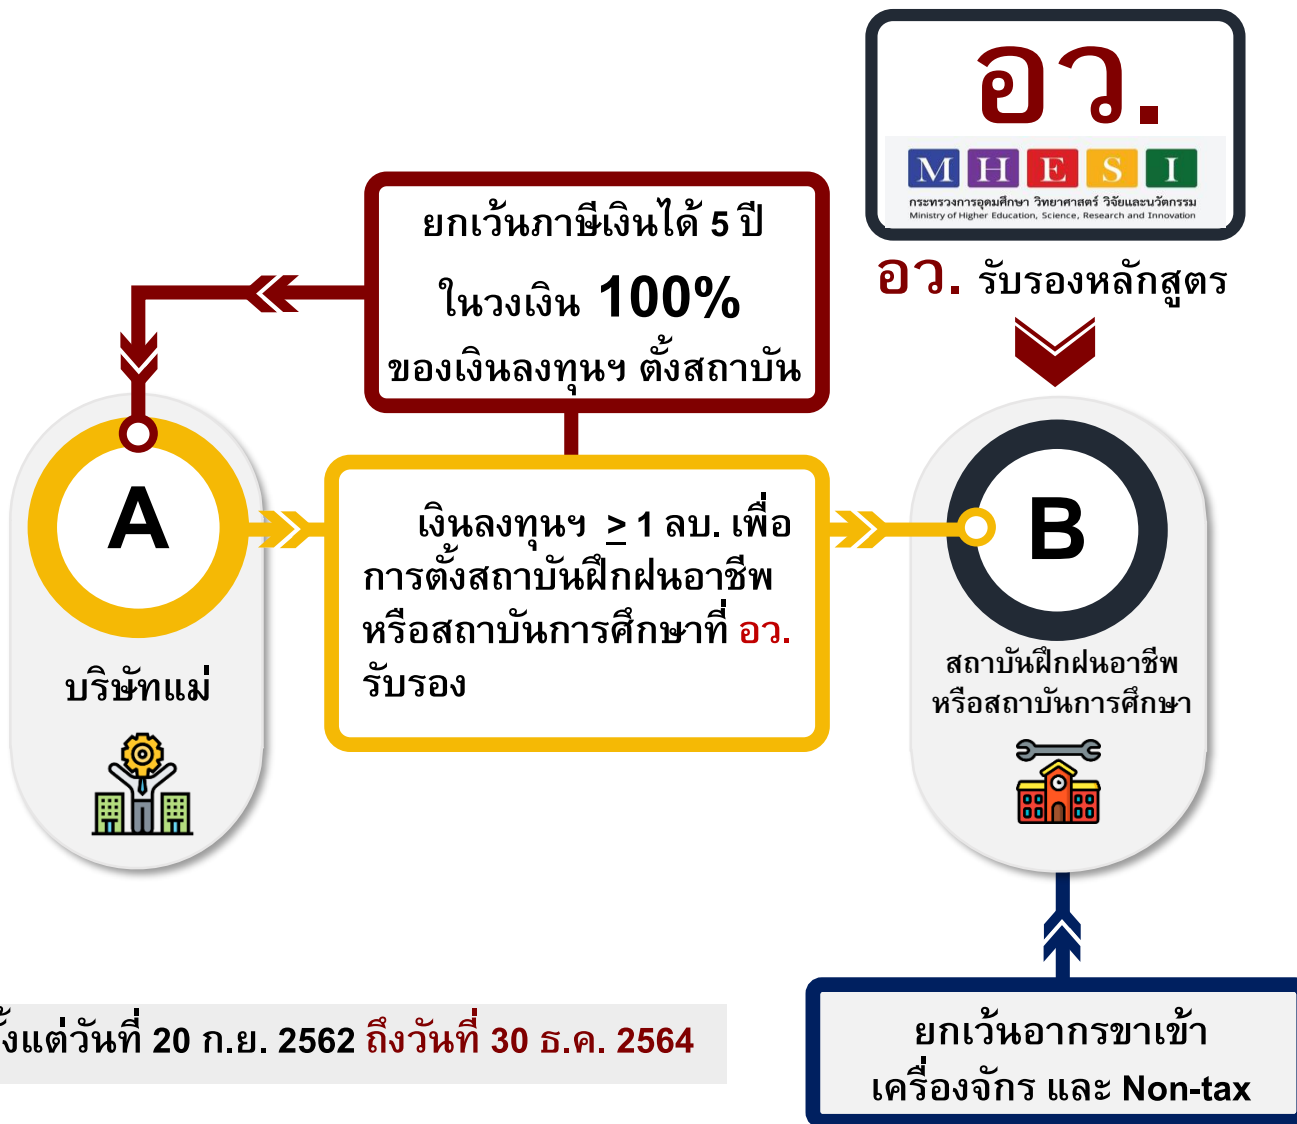 อว.
M H E S I
กระทรวงการอุดมศึกษา วิทยาศาสตร์ วิจัยและนวัตกรรม
Ministry of Higher Education, Science, Research and Innovation
อว. รับรองหลักสูตร
ยกเว้นภาษีเงินได้ 5 ปี
ในวงเงิน 100%
ของเงินลงทุนฯ ตั้งสถาบัน
A
บริษัทแม่
เงินลงทุนฯ ≥ 1 ลบ. เพื่อ
การตั้งสถาบันฝึกฝนอาชีพ
หรือสถาบันการศึกษาที่ อว.
รับรอง
B
สถาบันฝึกฝนอาชีพ
หรือสถาบันการศึกษา
ยกเว้นอากรขาเข้า
เครื่องจักร และ Non-tax
วันที่ 20 ก.ย. 2562 ถึงวันที่ 30 ธ.ค. 2564